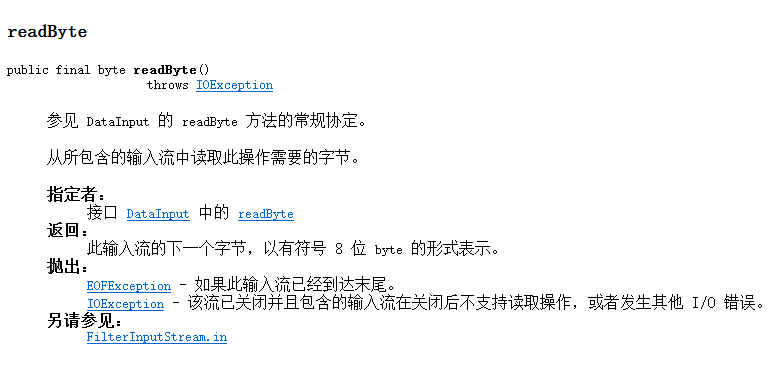 readByte
public final byte readByte()
throws IOException
参见 DataInput 的 readByte 方法的常规协定。
从所包含的输入流中读取此操作需要的字节。
指定者：
接口 DataInput 中的 readByte
返回：
此输入流的下一个字节，以有符号 8 位 byte 的形式表示。
抛出：
EOFException - 如果此输入流已经到达末尾。
IOException - 该流已关闭并且包含的输入流在关闭后不支持读取操作，或者发生其他 I/O 错误。
另请参见：
FilterInputStream.in